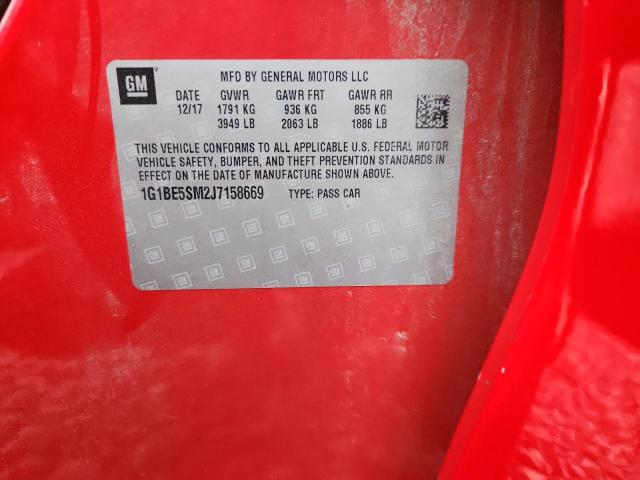 GM
MFD BY GENERAL MOTORS LLC
DATE GVWR GAWR FRT GAWR RR
12/17 1791 KG 936 KG 855 KG
3949 LB 2063 LB 1886 LB
THIS VEHICLE CONFORMS TO ALL APPLICABLE U.S. FEDERAL MOTOR
VEHICLE SAFETY, BUMPER, AND THEFT PREVENTION STANDARDS IN
EFFECT ON THE DATE OF MANUFACTURE SHOWN ABOVE.
1G1BE5SM2J7158669 TYPE: PASS CAR